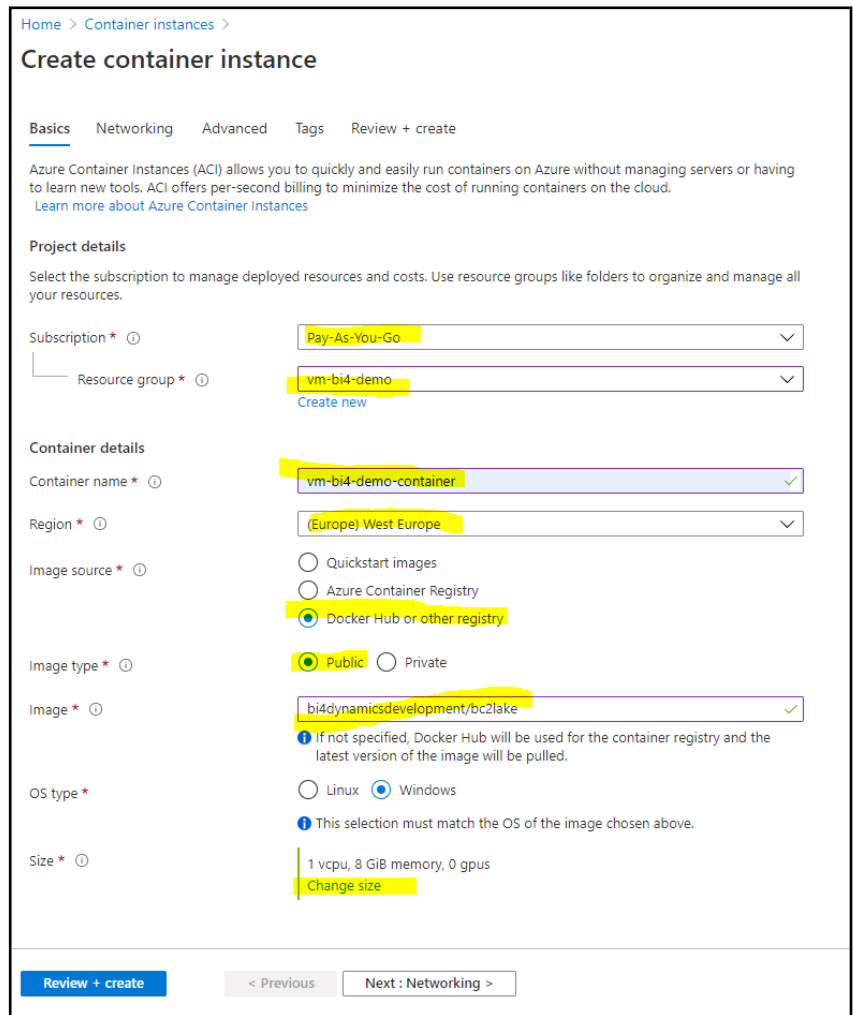 Home > Container instances >
Create container instance
Basics Networking Advanced Tags Review + create
Azure Container Instances (ACI) allows you to quickly and easily run containers on Azure without managing servers or having
to learn new tools. ACI offers per-second billing to minimize the cost of running containers on the cloud.
Learn more about Azure Container Instances
Project details
Select the subscription to manage deployed resources and costs. Use resource groups like folders to organize and manage all
your resources.
Subscription * Pay-As-You-Go
Resource group * vm-bi4-demo
Create new
Container details
Container name * vm-bi4-demo-container
Region * (Europe) West Europe
Image source * Quickstart images
Azure Container Registry
Docker Hub or other registry
Image type * Public Private
Image * bi4dynamicsdevelopment/bc2lake
If not specified, Docker Hub will be used for the container registry and the
latest version of the image will be pulled.
OS type * Linux Windows
This selection must match the OS of the image chosen above.
Size * 1 vcpu, 8 GiB memory, 0 gpus
Change size
Review + create < Previous Next : Networking >